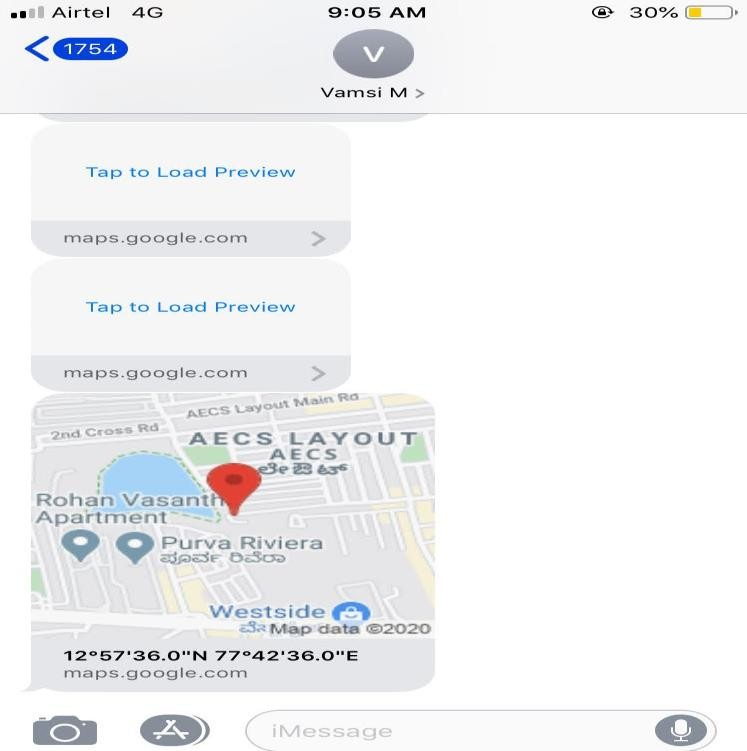 Airtel 4G 9:05 AM 30%
1754
V
Vamsi M >
Tap to Load Preview
maps.google.com
Tap to Load Preview
maps.google.com
AECS Layout Main Rd
2nd Cross Rd
AECS LAYOUT
AECS
ಲೇಔಟ್
Rohan Vasanth
Apartment
Purva Riviera
ಪೂರ್ವ ರಿವೆರಾ
Westside
Map data ©2020
12°57'36.0"N 77°42'36.0"E
maps.google.com
iMessage